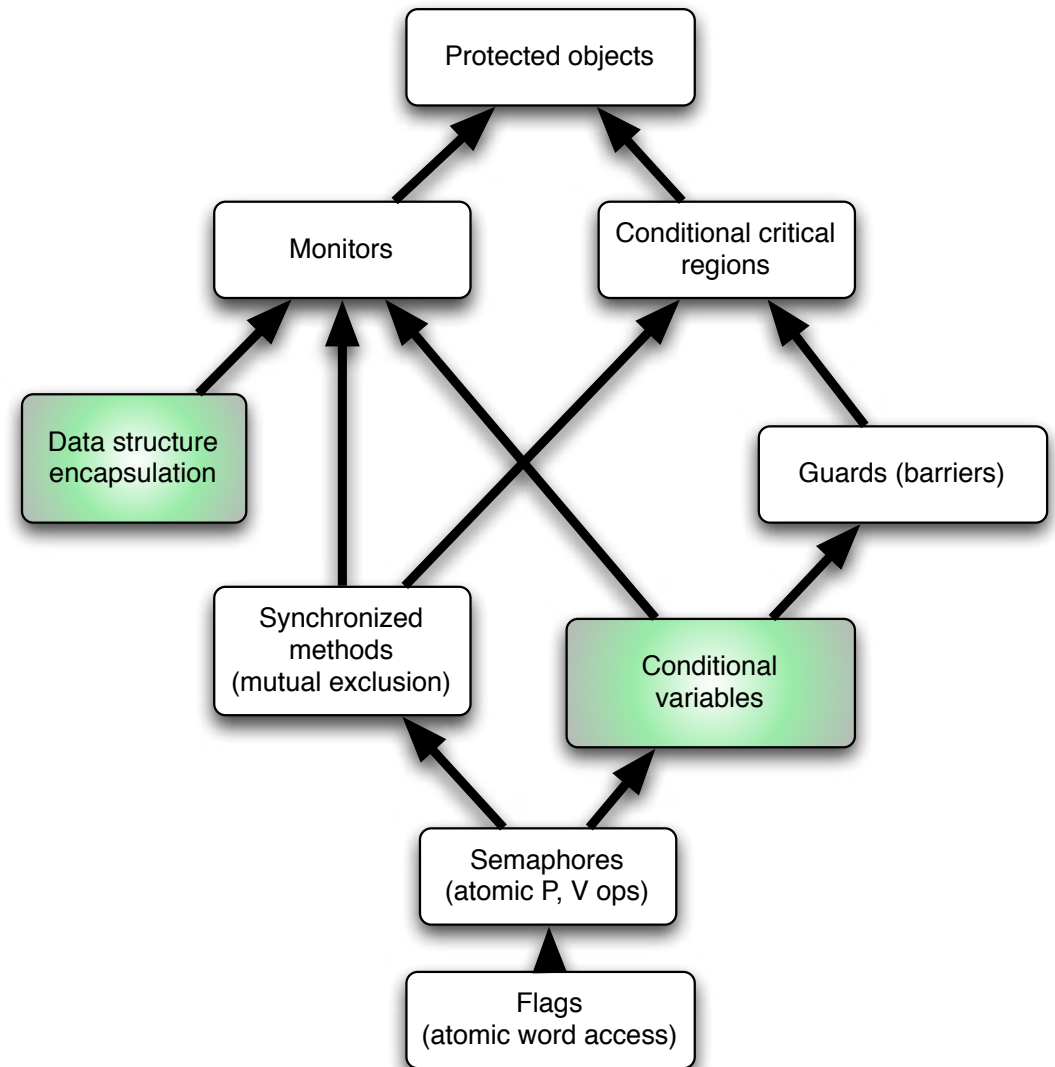 Protected objects
Monitors
Conditional critical
regions
Data structure
encapsulation
Guards (barriers)
Synchronized
methods
(mutual exclusion)
Conditional
variables
Semaphores
(atomic P, V ops)
Flags
(atomic word access)